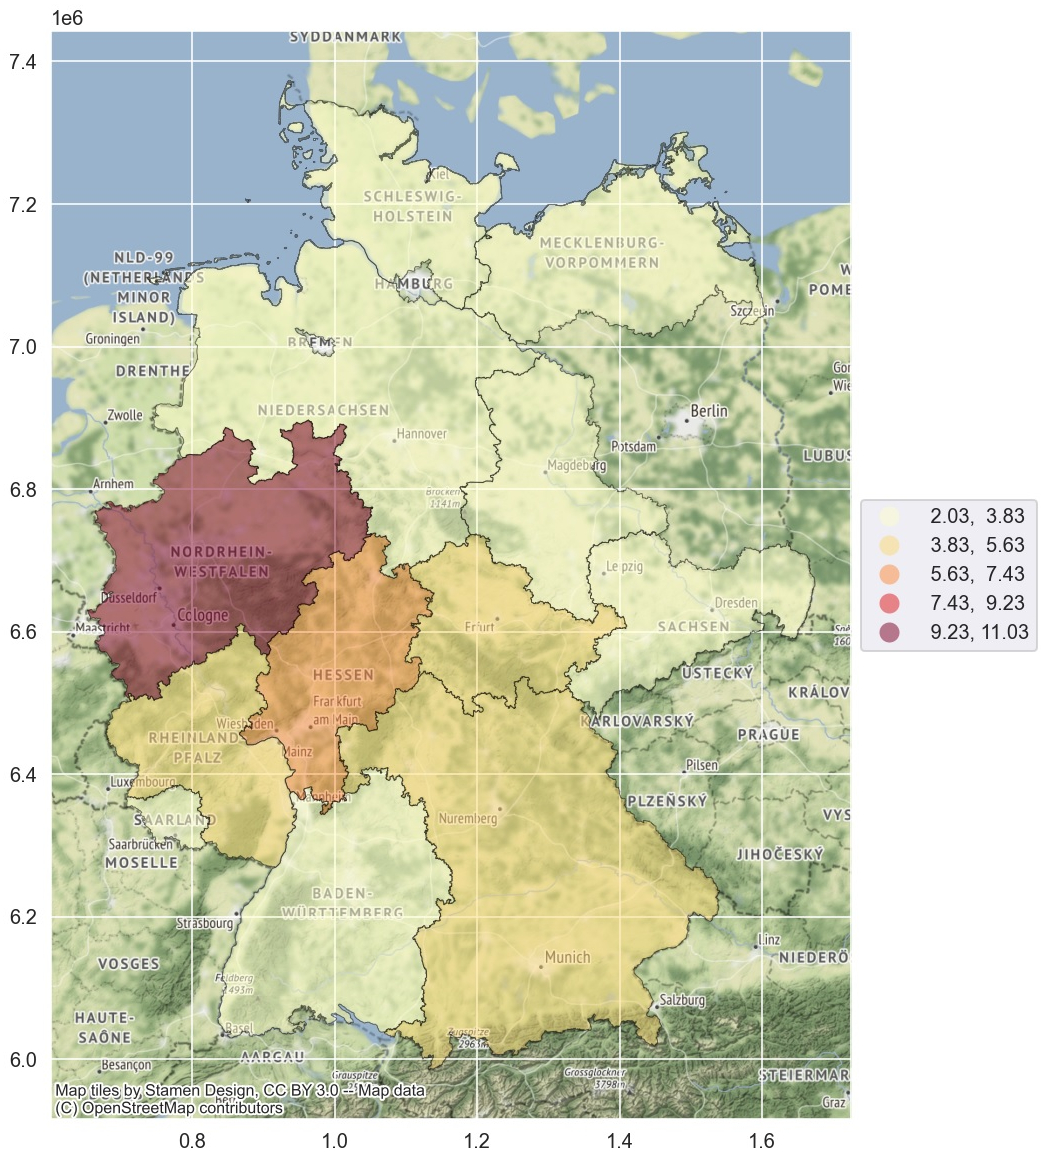 1e6
SYDDANMARK
7.4
Kiel
SCHLESWIG-
HOLSTEIN
7.2
MECKLENBURG-
VORPOMMERN
NLD-99
(NETHERLANDS
MINOR
ISLAND)
HAMBURG
POME
Szczecin
Groningen
7.0
BREMEN
DRENTHE
Gor
Wie
Zwolle
NIEDERSACHSEN
Berlin
Hannover
Potsdam
LUBUS
Magdeburg
Arnhem
6.8
Brocken
1141m
2.03, 3.83
3.83, 5.63
5.63, 7.43
7.43, 9.23
9.23, 11.03
NORDRHEIN-
WESTFALEN
Leipzig
Düsseldorf
Cologne
Dresden
Maastricht
Erfurt
SACHSEN
6.6
160
HESSEN
ÚSTECKÝ
KRÁLOV
Frankfurt
am Main
Wiesbaden
KARLOVARSKÝ
PRAGUE
RHEINLAND
PFALZ
Mainz
Pilsen
6.4
Luxembourg
Mannheim
PLZEŇSKÝ
SAARLAND
Nuremberg
VYS
Saarbrücken
MOSELLE
JIHOČESKÝ
BADEN-
WÜRTTEMBERG
6.2
Strasbourg
Linz
NIEDERÖ
VOSGES
Munich
Feldberg
1493m
Salzburg
HAUTE-
SAÔNE
Basel
Zugspitze
2963m
AARGAU
6.0
Besançon
Grauspitze
Grossglockner
3798m
STEIERMAR
Map tiles by Stamen Design, CC BY 3.0 -- Map data
(C) OpenStreetMap contributors
Graz
0.8
1.0
1.2
1.4
1.6